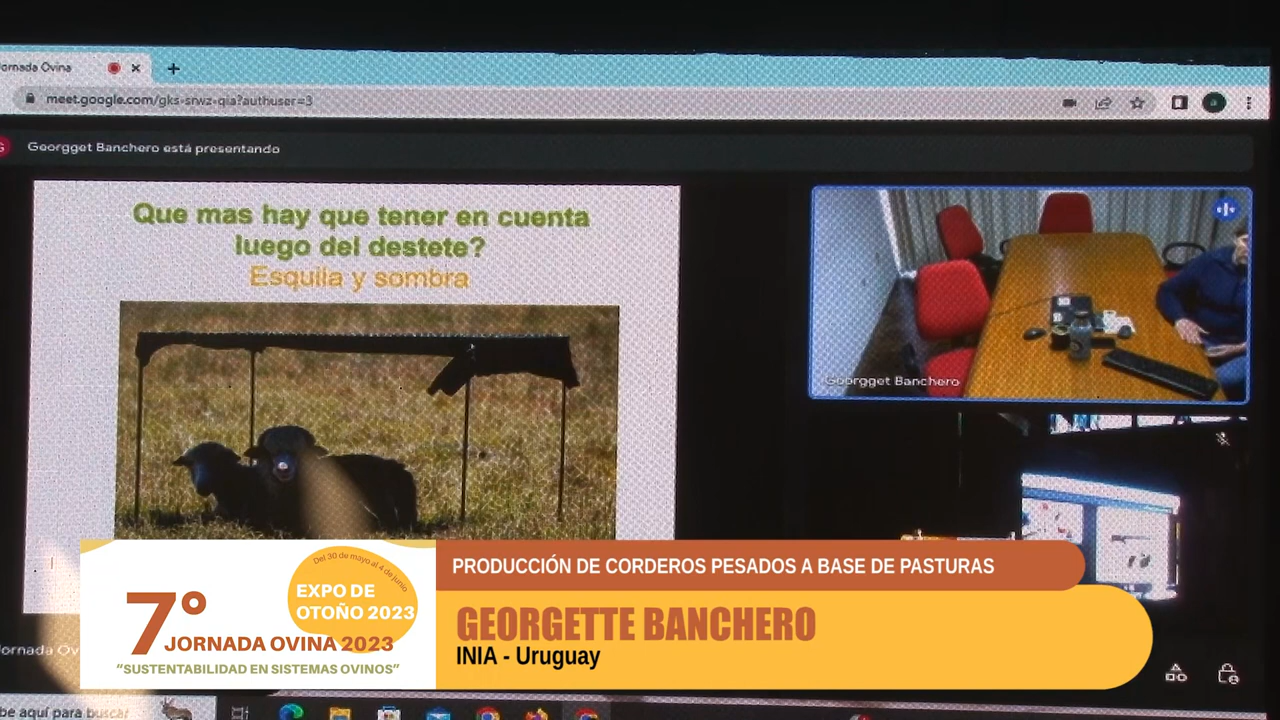 ornada Ovina
meet.google.com/gks-srwz-qia?authuser=3
G
Georgget Banchero está presentando
Que mas hay que tener en cuenta
luego del destete?
Esquila y sombra
Georgget Banchero
Del 30 de mayo al 4 de junio
EXPO DE
OTOÑO 2023
7°
JORNADA OVINA 2023
“SUSTENTABILIDAD EN SISTEMAS OVINOS”
PRODUCCIÓN DE CORDEROS PESADOS A BASE DE PASTURAS
GEORGETTE BANCHERO
INIA - Uruguay
ornada Ov
be aquí para buscar